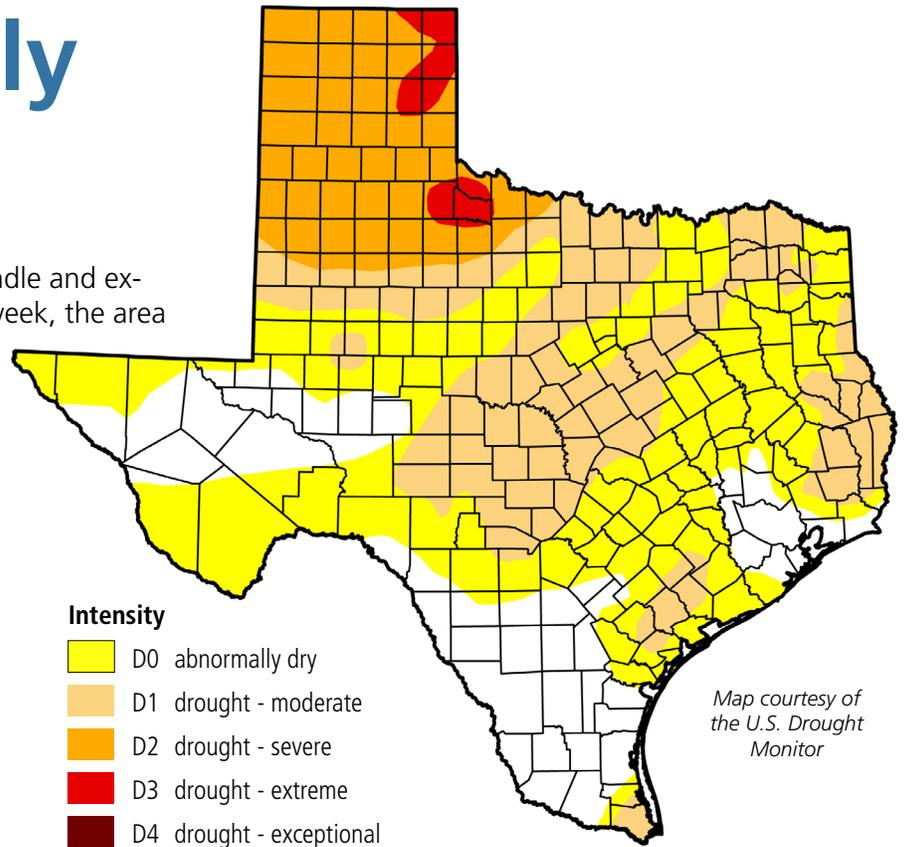 ly
ndle and ex-
week, the area
Intensity
D0 abnormally dry
D1 drought - moderate
D2 drought - severe
D3 drought - extreme
D4 drought - exceptional
Map courtesy of
the U.S. Drought
Monitor